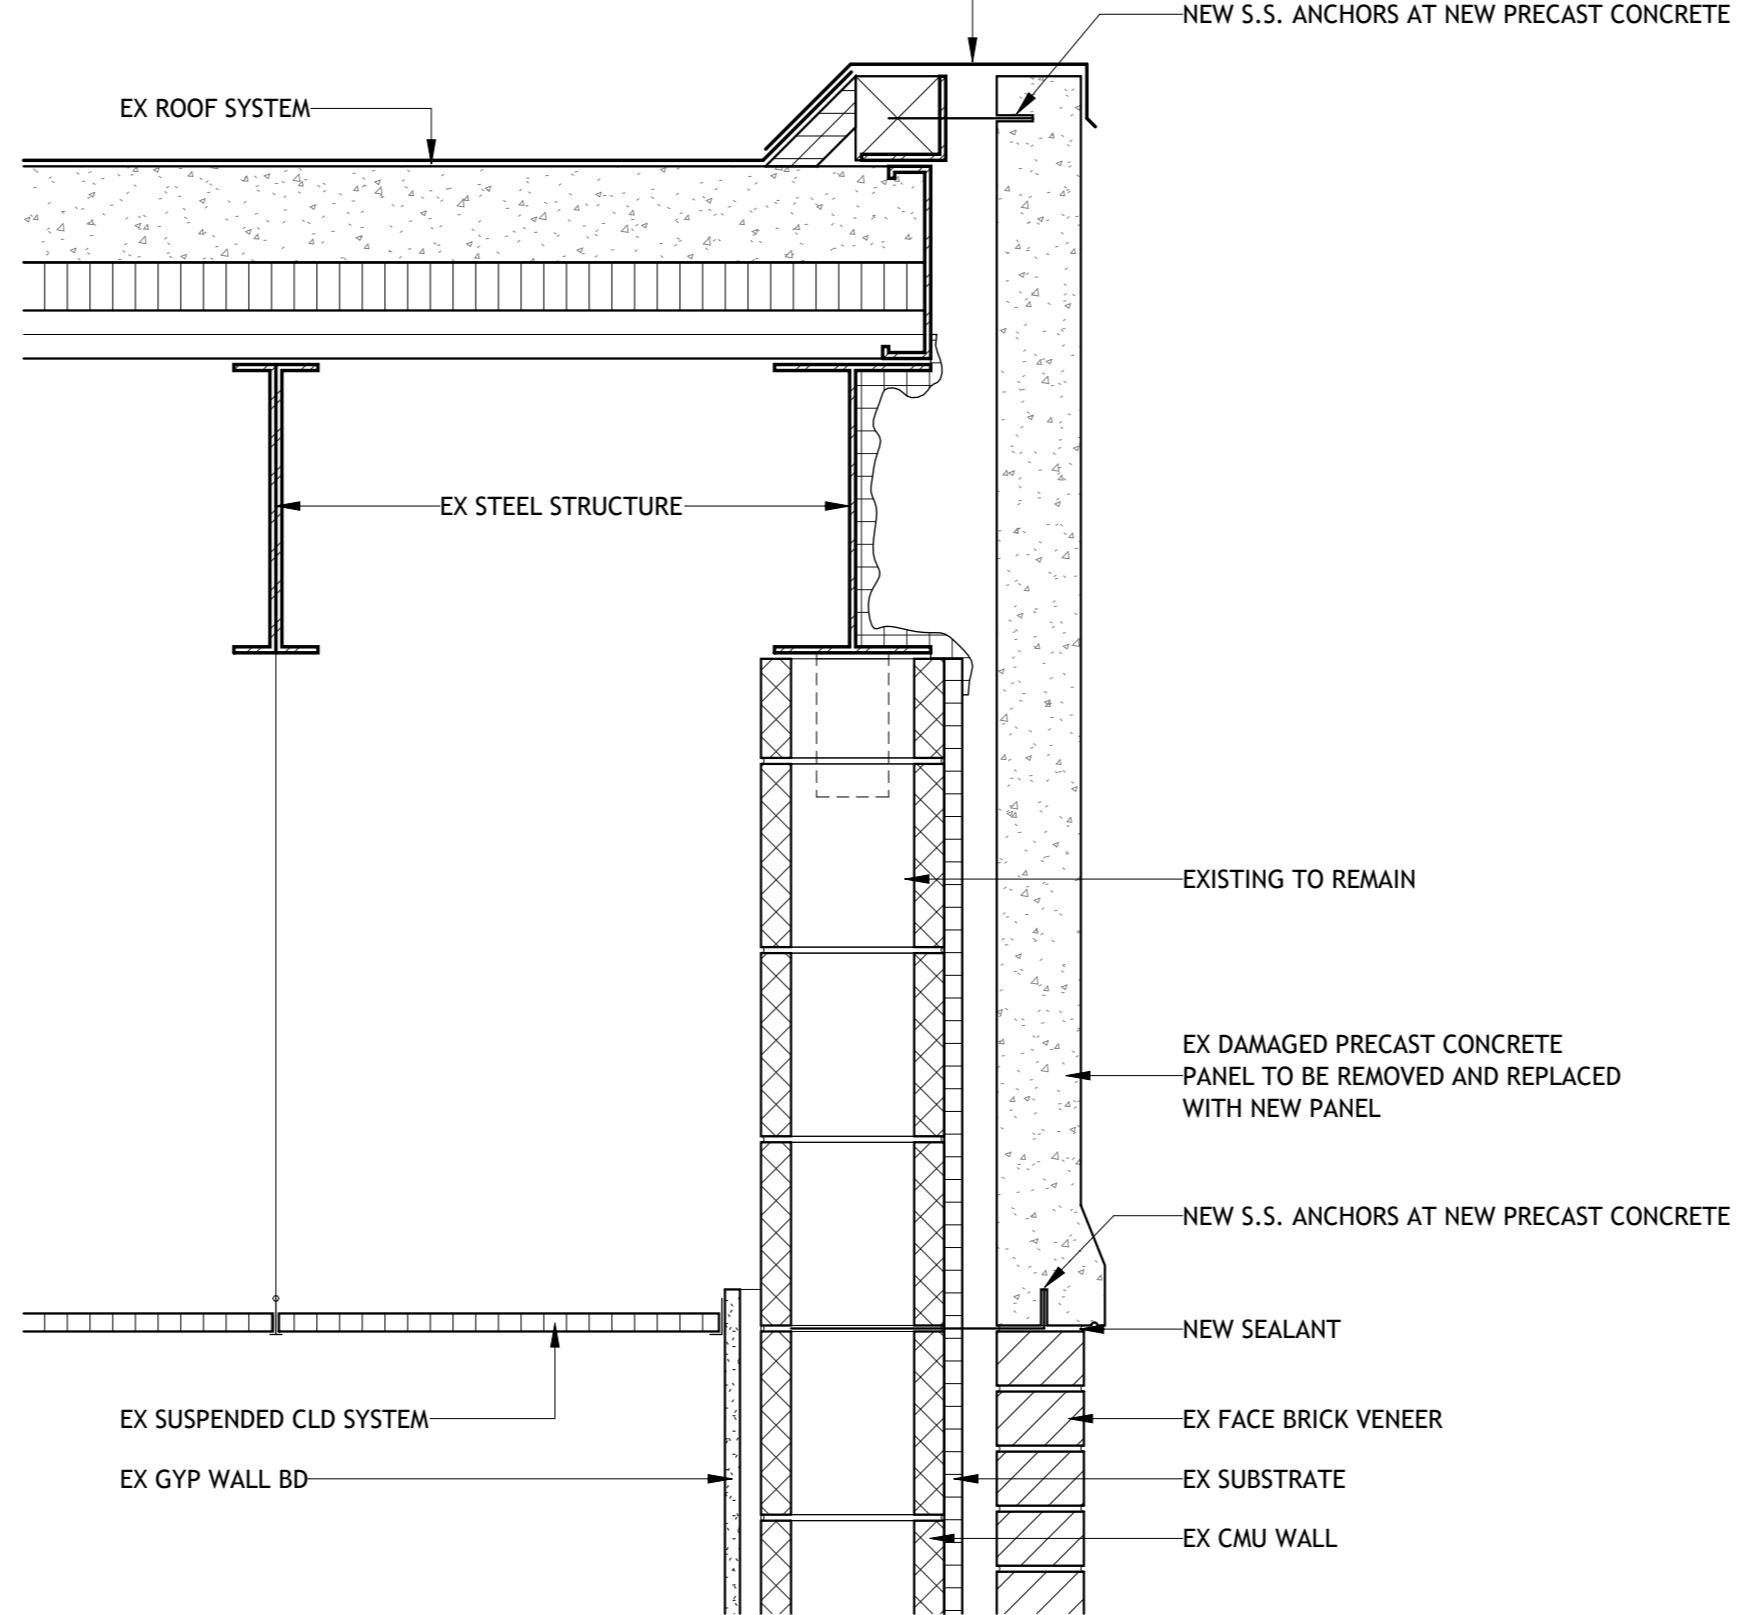 NEW S.S. ANCHORS AT NEW PRECAST CONCRETE
EX ROOF SYSTEM
EX STEEL STRUCTURE
EXISTING TO REMAIN
EX DAMAGED PRECAST CONCRETE
PANEL TO BE REMOVED AND REPLACED
WITH NEW PANEL
NEW S.S. ANCHORS AT NEW PRECAST CONCRETE
NEW SEALANT
EX SUSPENDED CLD SYSTEM
EX FACE BRICK VENEER
EX GYP WALL BD
EX SUBSTRATE
EX CMU WALL